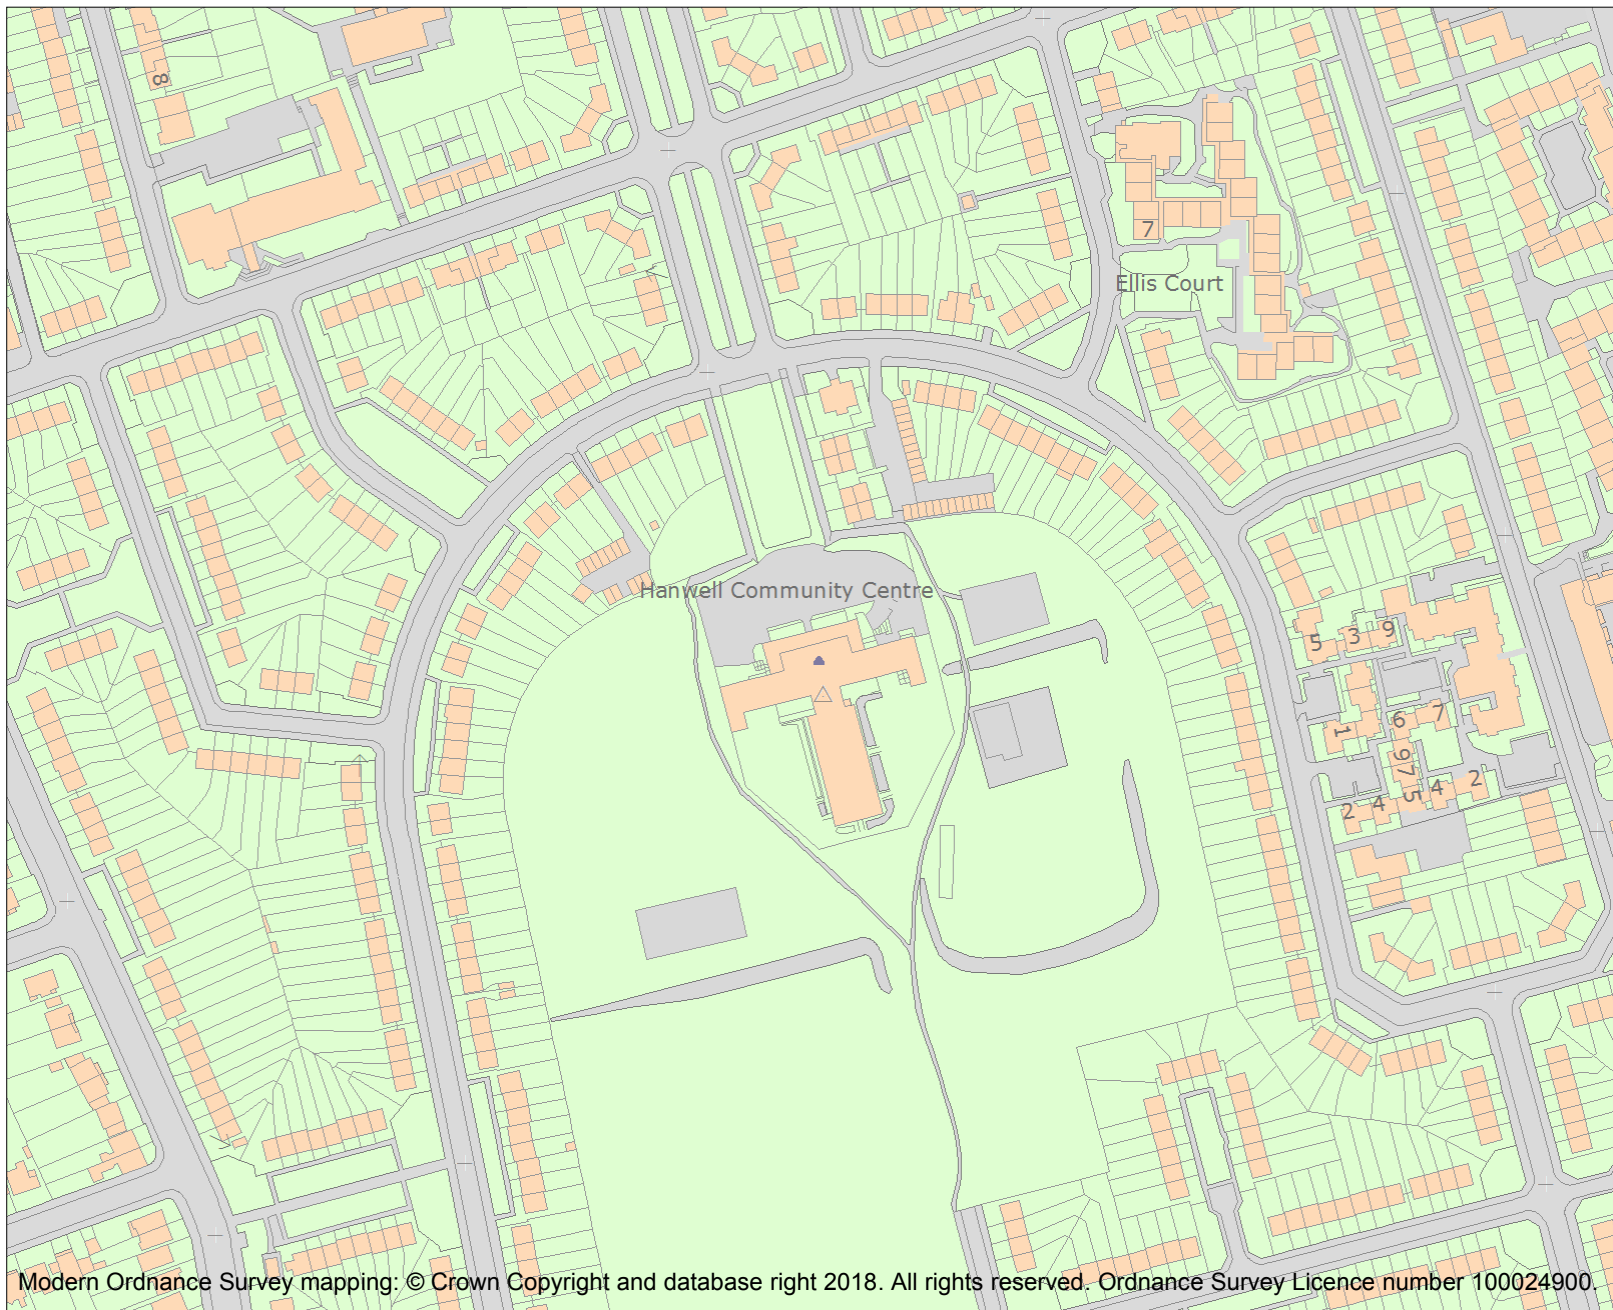 8
7
Ellis Court
Hanwell Community Centre
5 3 9
1 6 7
97
5
2 4 4 2
Modern Ordnance Survey mapping: © Crown Copyright and database right 2018. All rights reserved. Ordnance Survey Licence number 100024900.